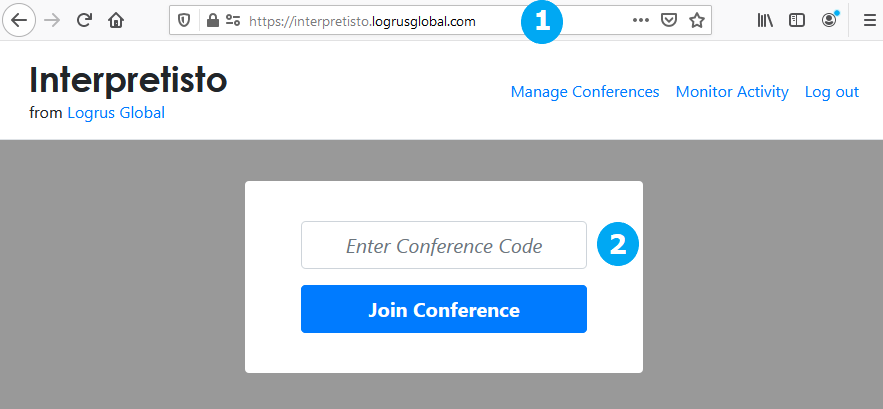 https://interpretisto.logrusglobal.com 1
Interpretisto
from Logrus Global
Manage Conferences Monitor Activity Log out
Enter Conference Code 2
Join Conference